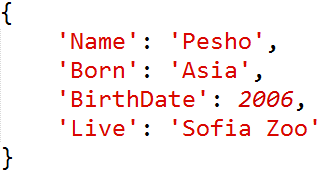 {
    'Name': 'Pesho',
    'Born': 'Asia',
    'BirthDate': 2006,
    'Live': 'Sofia Zoo'
}